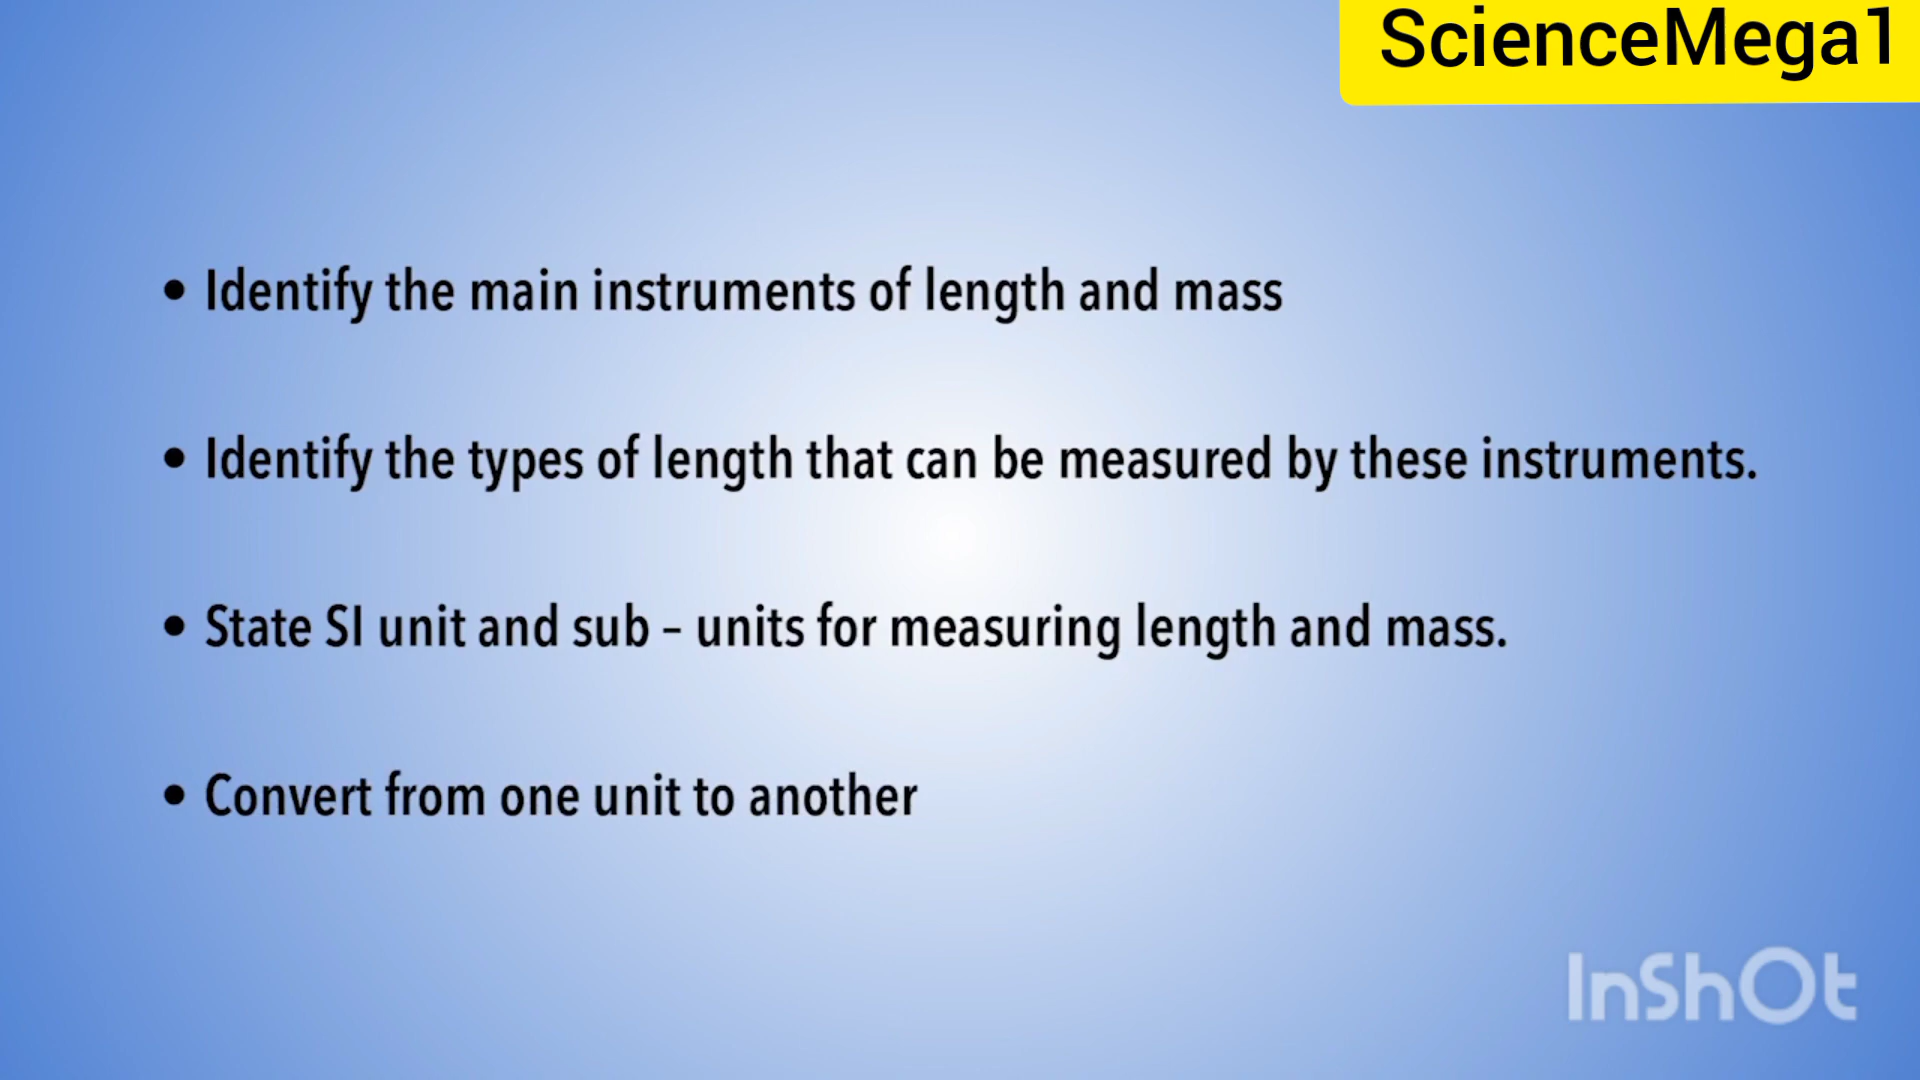 ScienceMega1
• Identify the main instruments of length and mass
• Identify the types of length that can be measured by these instruments.
• State SI unit and sub – units for measuring length and mass.
• Convert from one unit to another
InShOt